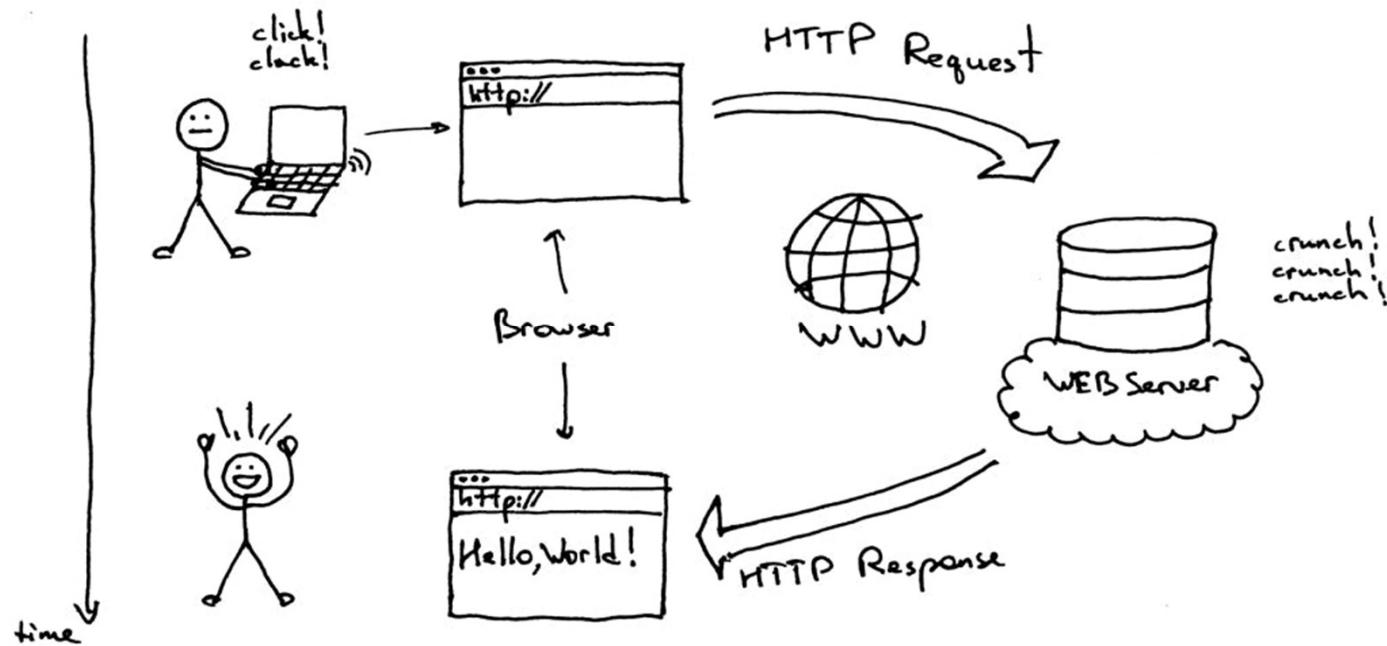 click!
clack!
http://
HTTP Request
crunch!
crunch!
crunch!
Browser
WWW
WEB Server
http://
Hello, World!
HTTP Response
time